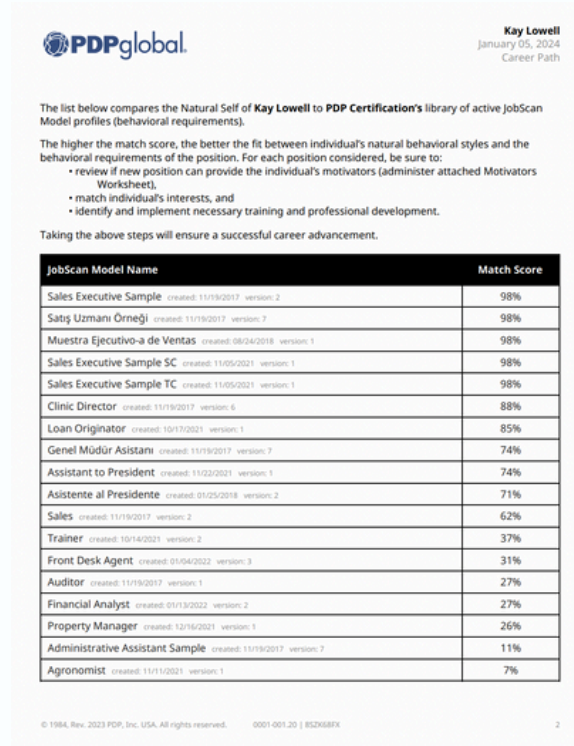 PDPglobal.
Kay Lowell
January 05, 2024
Career Path
The list below compares the Natural Self of Kay Lowell to PDP Certification's library of active JobScan
Model profiles (behavioral requirements).
The higher the match score, the better the fit between individual's natural behavioral styles and the
behavioral requirements of the position. For each position considered, be sure to:
• review if new position can provide the individual's motivators (administer attached Motivators
Worksheet),
• match individual's interests, and
• identify and implement necessary training and professional development.
Taking the above steps will ensure a successful career advancement.
JobScan Model Name Match Score
Sales Executive Sample created: 11/19/2017 version: 2 98%
Satış Uzmanı Örneği created: 11/19/2017 version: 7 98%
Muestra Ejecutivo-a de Ventas created: 08/24/2018 version: 1 98%
Sales Executive Sample SC created: 11/05/2021 version: 1 98%
Sales Executive Sample TC created: 11/05/2021 version: 1 98%
Clinic Director created: 11/19/2017 version: 6 88%
Loan Originator created: 10/17/2021 version: 1 85%
Genel Müdür Asistanı created: 11/19/2017 version: 7 74%
Assistant to President created: 11/22/2021 version: 1 74%
Asistente al Presidente created: 01/25/2018 version: 2 71%
Sales created: 11/19/2017 version: 2 62%
Trainer created: 10/14/2021 version: 2 37%
Front Desk Agent created: 01/04/2022 version: 3 31%
Auditor created: 11/19/2017 version: 1 27%
Financial Analyst created: 01/13/2022 version: 2 27%
Property Manager created: 12/16/2021 version: 1 26%
Administrative Assistant Sample created: 11/19/2017 version: 7 11%
Agronomist created: 11/11/2021 version: 1 7%
© 1984, Rev. 2023 PDP, Inc. USA. All rights reserved. 0001-001.20 | 8SZK68FX 2